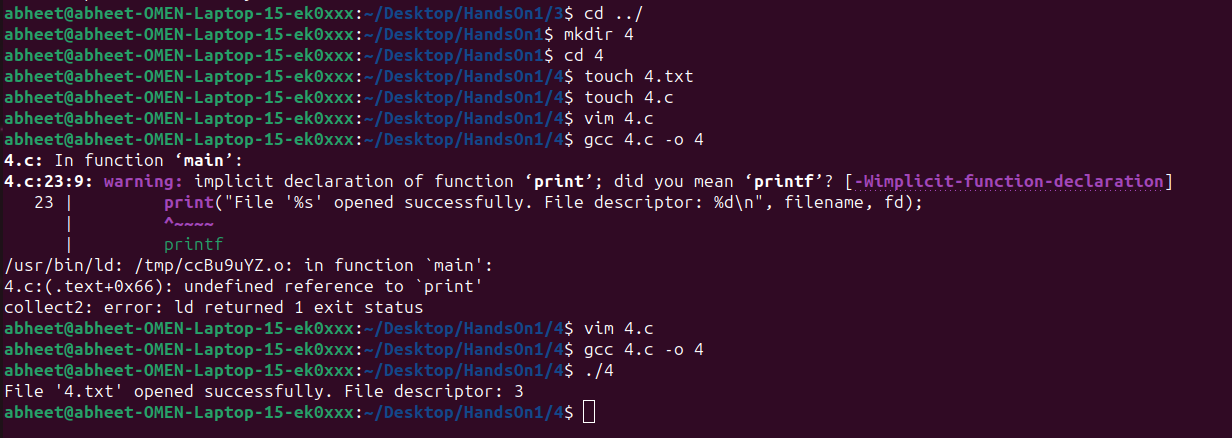 abheet@abheet-OMEN-Laptop-15-ek0xxx:~/Desktop/HandsOn1/3$ cd ../
abheet@abheet-OMEN-Laptop-15-ek0xxx:~/Desktop/HandsOn1$ mkdir 4
abheet@abheet-OMEN-Laptop-15-ek0xxx:~/Desktop/HandsOn1$ cd 4
abheet@abheet-OMEN-Laptop-15-ek0xxx:~/Desktop/HandsOn1/4$ touch 4.txt
abheet@abheet-OMEN-Laptop-15-ek0xxx:~/Desktop/HandsOn1/4$ touch 4.c
abheet@abheet-OMEN-Laptop-15-ek0xxx:~/Desktop/HandsOn1/4$ vim 4.c
abheet@abheet-OMEN-Laptop-15-ek0xxx:~/Desktop/HandsOn1/4$ gcc 4.c -o 4
4.c: In function ‘main’:
4.c:23:9: warning: implicit declaration of function ‘print’; did you mean ‘printf’? [-Wimplicit-function-declaration]
   23 |         print("File '%s' opened successfully. File descriptor: %d\n", filename, fd);
      |         ^~~~~
      |         printf
/usr/bin/ld: /tmp/ccBu9uYZ.o: in function `main':
4.c:(.text+0x66): undefined reference to `print'
collect2: error: ld returned 1 exit status
abheet@abheet-OMEN-Laptop-15-ek0xxx:~/Desktop/HandsOn1/4$ vim 4.c
abheet@abheet-OMEN-Laptop-15-ek0xxx:~/Desktop/HandsOn1/4$ gcc 4.c -o 4
abheet@abheet-OMEN-Laptop-15-ek0xxx:~/Desktop/HandsOn1/4$ ./4
File '4.txt' opened successfully. File descriptor: 3
abheet@abheet-OMEN-Laptop-15-ek0xxx:~/Desktop/HandsOn1/4$